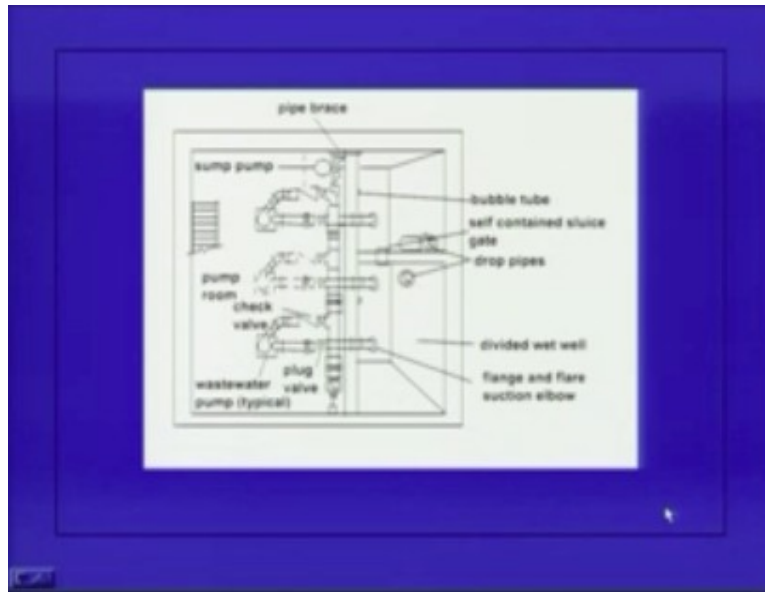 pipe brace
sump pump
bubble tube
self contained sluice
gate
drop pipes
pump
room
check
valve
divided wet well
plug
valve
flange and flare
suction elbow
wastewater
pump (typical)